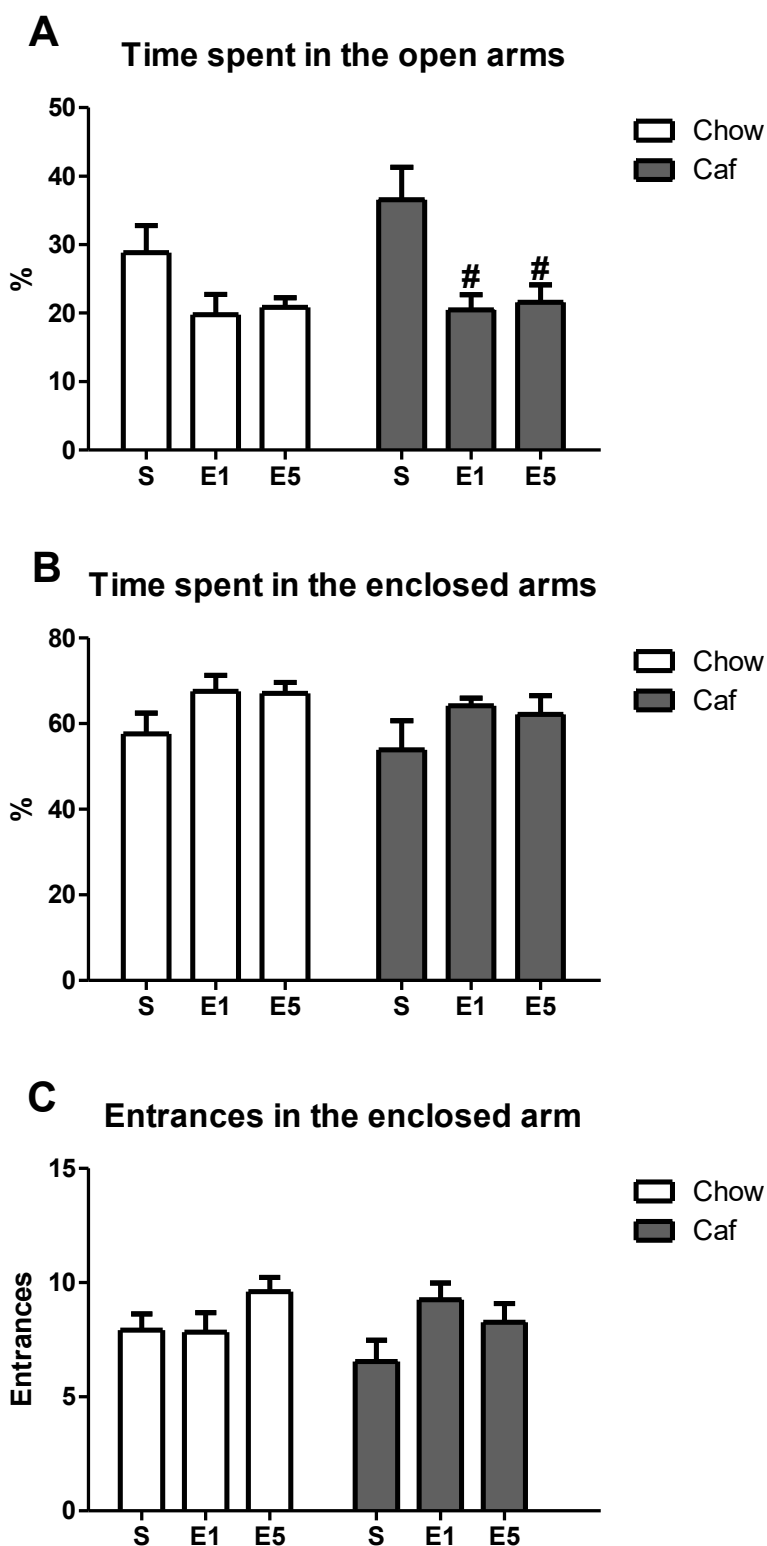 A
Time spent in the open arms
50
40
30
20
10
0
%
#
#
S E1 E5 S E1 E5
Chow
Caf
B
Time spent in the enclosed arms
80
60
40
20
0
%
S E1 E5 S E1 E5
Chow
Caf
C
Entrances in the enclosed arm
15
10
5
0
Entrances
S E1 E5 S E1 E5
Chow
Caf